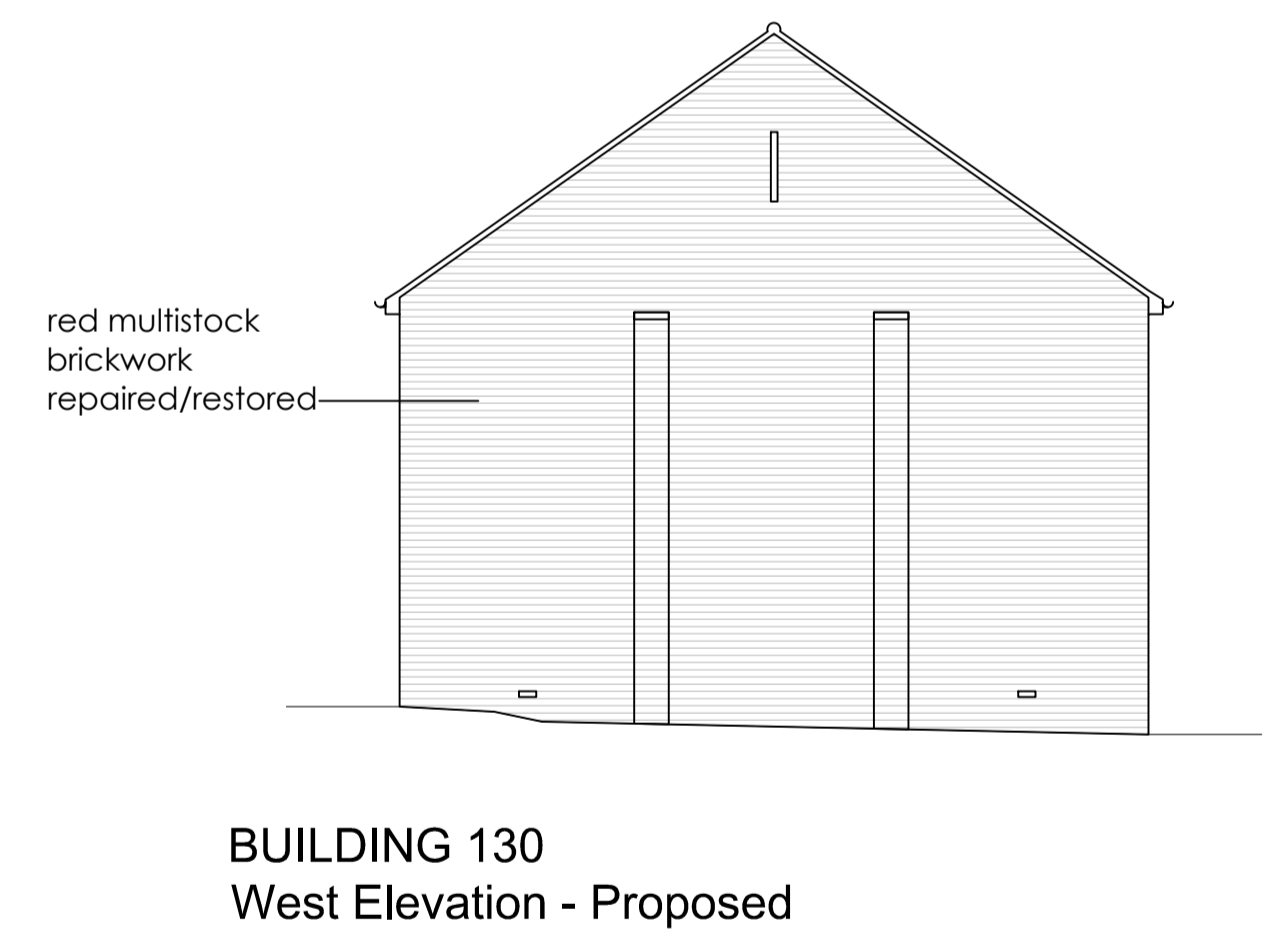 red multistock
brickwork
repaired/restored
BUILDING 130
West Elevation - Proposed